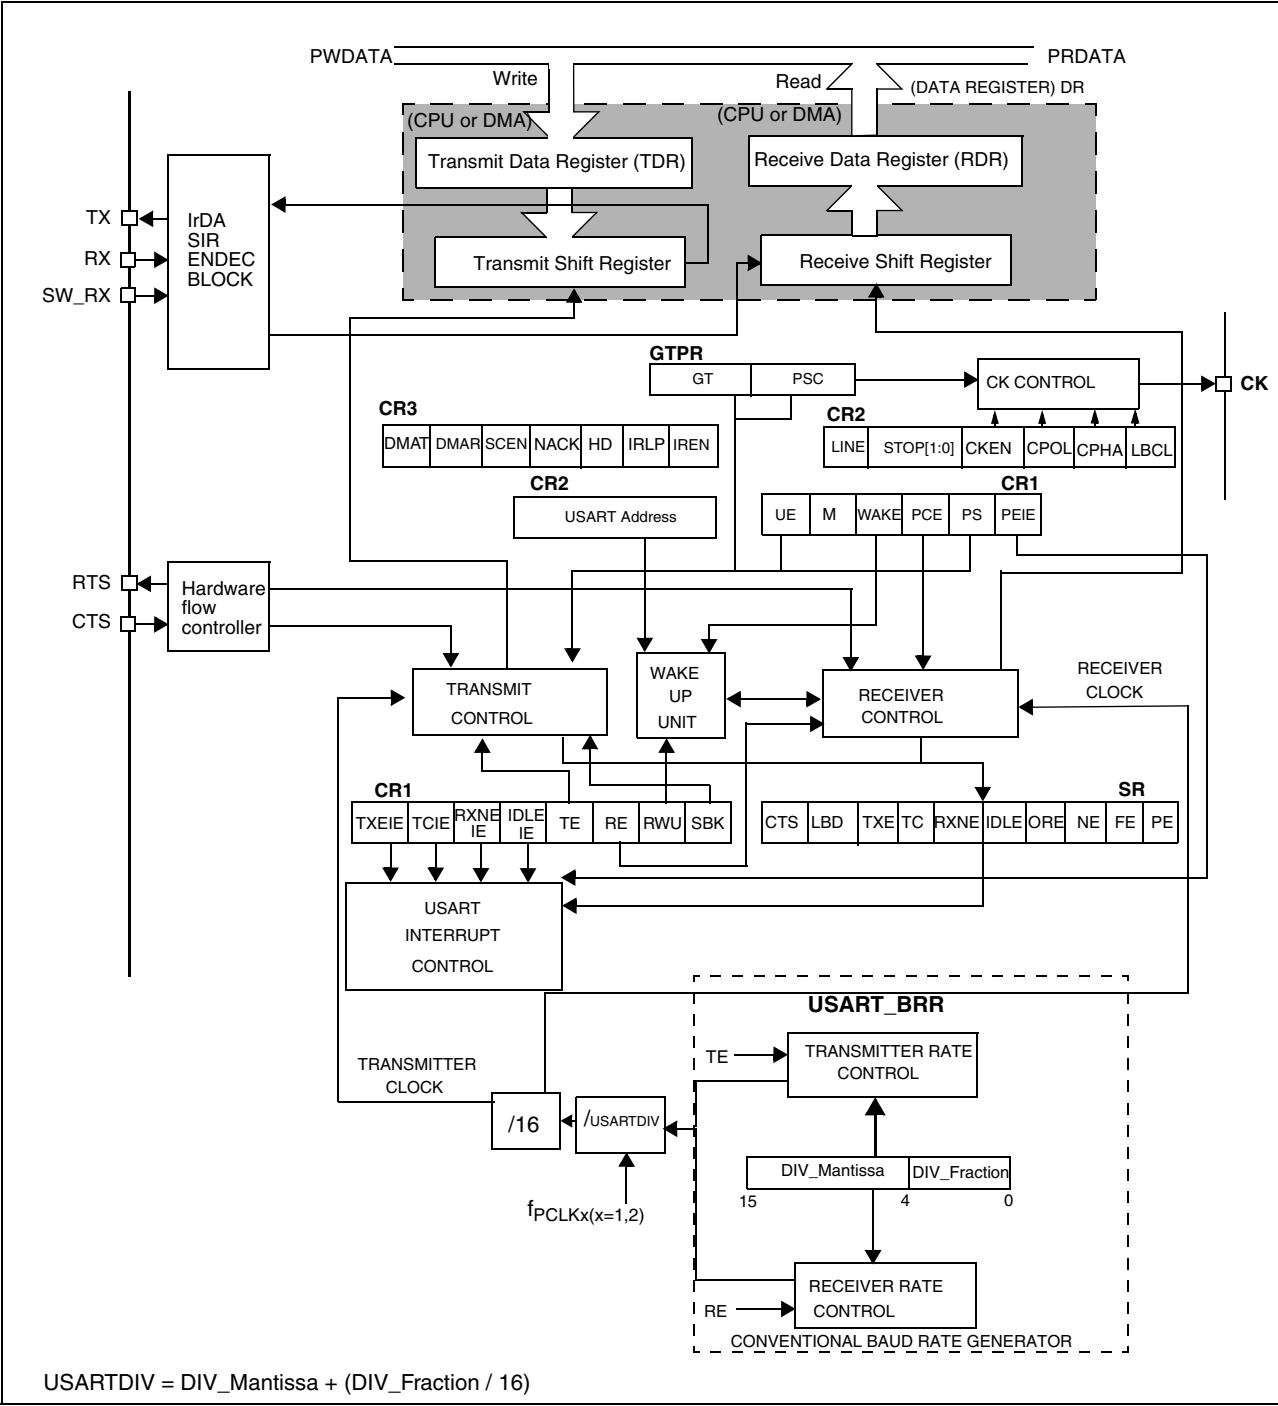 PWDATA
PRDATA
Write
Read
(DATA REGISTER) DR
(CPU or DMA)
(CPU or DMA)
Transmit Data Register (TDR)
Receive Data Register (RDR)
TX
RX
SW_RX
IrDA
SIR
ENDEC
BLOCK
Transmit Shift Register
Receive Shift Register
GTPR
GT
PSC
CK CONTROL
CK
CR3
DMAT
DMAR
SCEN
NACK
HD
IRLP
IREN
CR2
LINE
STOP[1:0]
CKEN
CPOL
CPHA
LBCL
CR2
USART Address
CR1
UE
M
WAKE
PCE
PS
PEIE
RTS
CTS
Hardware
flow
controller
TRANSMIT
CONTROL
WAKE
UP
UNIT
RECEIVER
CONTROL
RECEIVER
CLOCK
CR1
TXEIE
TCIE
RXNE
IE
IDLE
IE
TE
RE
RWU
SBK
SR
CTS
LBD
TXE
TC
RXNE
IDLE
ORE
NE
FE
PE
USART
INTERRUPT
CONTROL
USART_BRR
TE
TRANSMITTER RATE
CONTROL
TRANSMITTER
CLOCK
/16
/USARTDIV
DIV_Mantissa
DIV_Fraction
15
4
0
fPCLKx(x=1,2)
RE
RECEIVER RATE
CONTROL
CONVENTIONAL BAUD RATE GENERATOR
USARTDIV = DIV_Mantissa + (DIV_Fraction / 16)